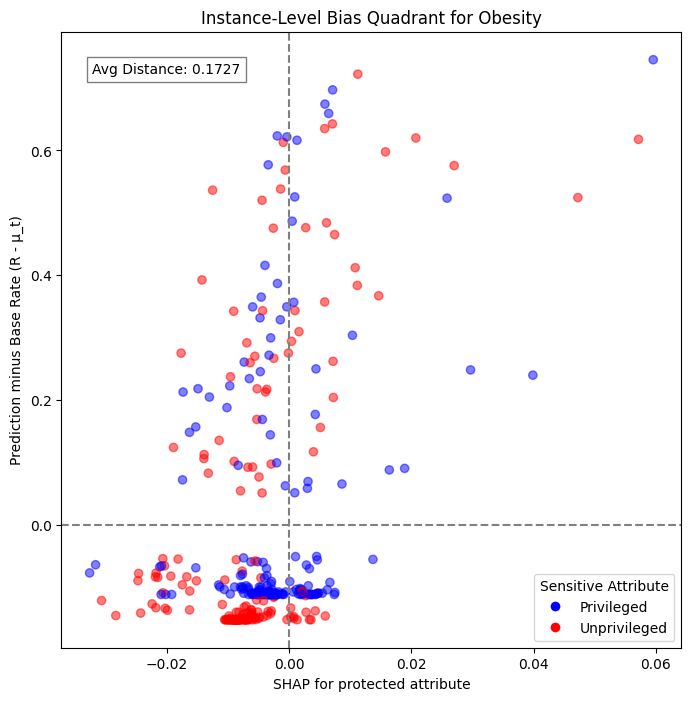 Instance-Level Bias Quadrant for Obesity
Avg Distance: 0.1727
Prediction minus Base Rate (R - μ_t)
0.6
0.4
0.2
0.0
Sensitive Attribute
Privileged
Unprivileged
−0.02
0.00
0.02
0.04
0.06
SHAP for protected attribute